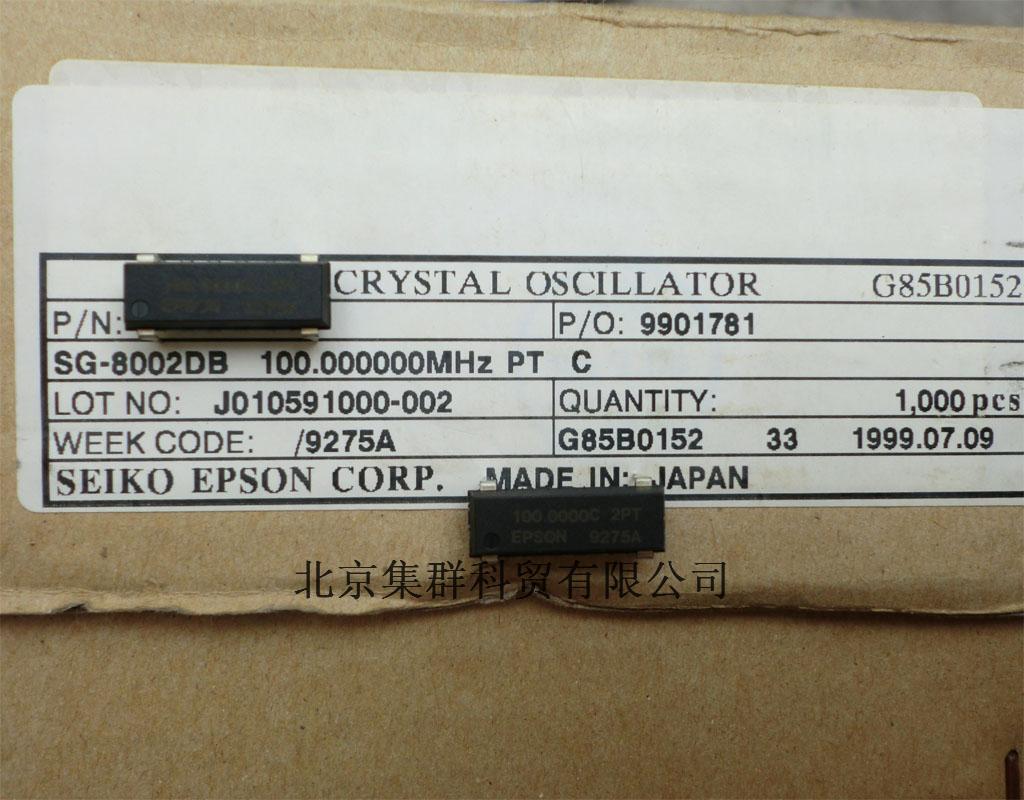 CRYSTAL OSCILLATOR G85B0152
P/N: P/O: 9901781
SG-8002DB 100.000000MHz PT C
LOT NO: J010591000-002 QUANTITY: 1,000 pcs
WEEK CODE: /9275A G85B0152 33 1999.07.09
SEIKO EPSON CORP. MADE IN: JAPAN
100.0000C 2PT
EPSON 9275A
北京集群科贸有限公司